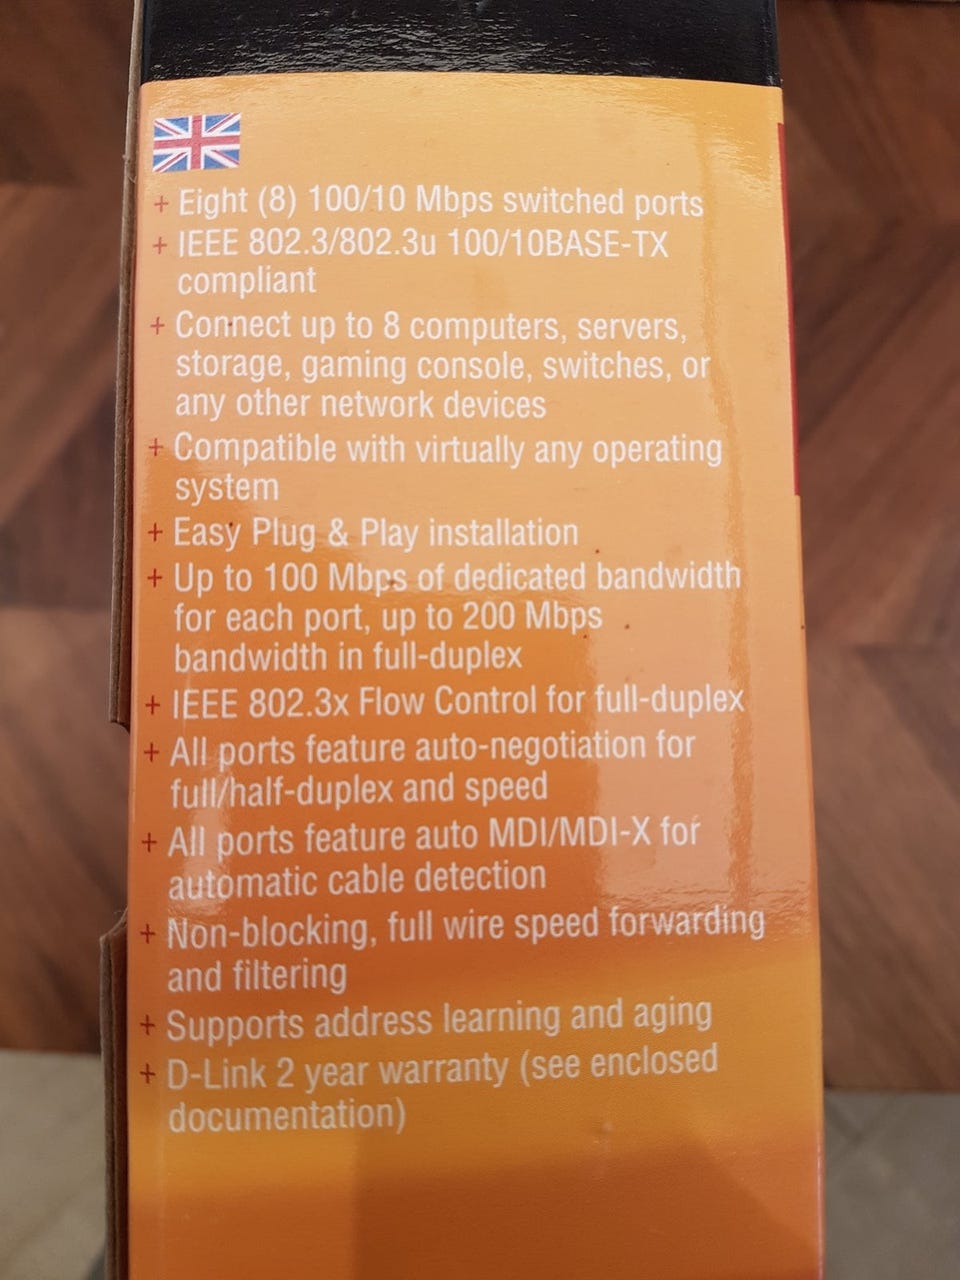 + Eight (8) 100/10 Mbps switched ports
+ IEEE 802.3/802.3u 100/10BASE-TX
compliant
+ Connect up to 8 computers, servers,
storage, gaming console, switches, or
any other network devices
+ Compatible with virtually any operating
system
+ Easy Plug & Play installation
+ Up to 100 Mbps of dedicated bandwidth
for each port, up to 200 Mbps
bandwidth in full-duplex
+ IEEE 802.3x Flow Control for full-duplex
+ All ports feature auto-negotiation for
full/half-duplex and speed
+ All ports feature auto MDI/MDI-X for
automatic cable detection
+ Non-blocking, full wire speed forwarding
and filtering
+ Supports address learning and aging
+ D-Link 2 year warranty (see enclosed
documentation)